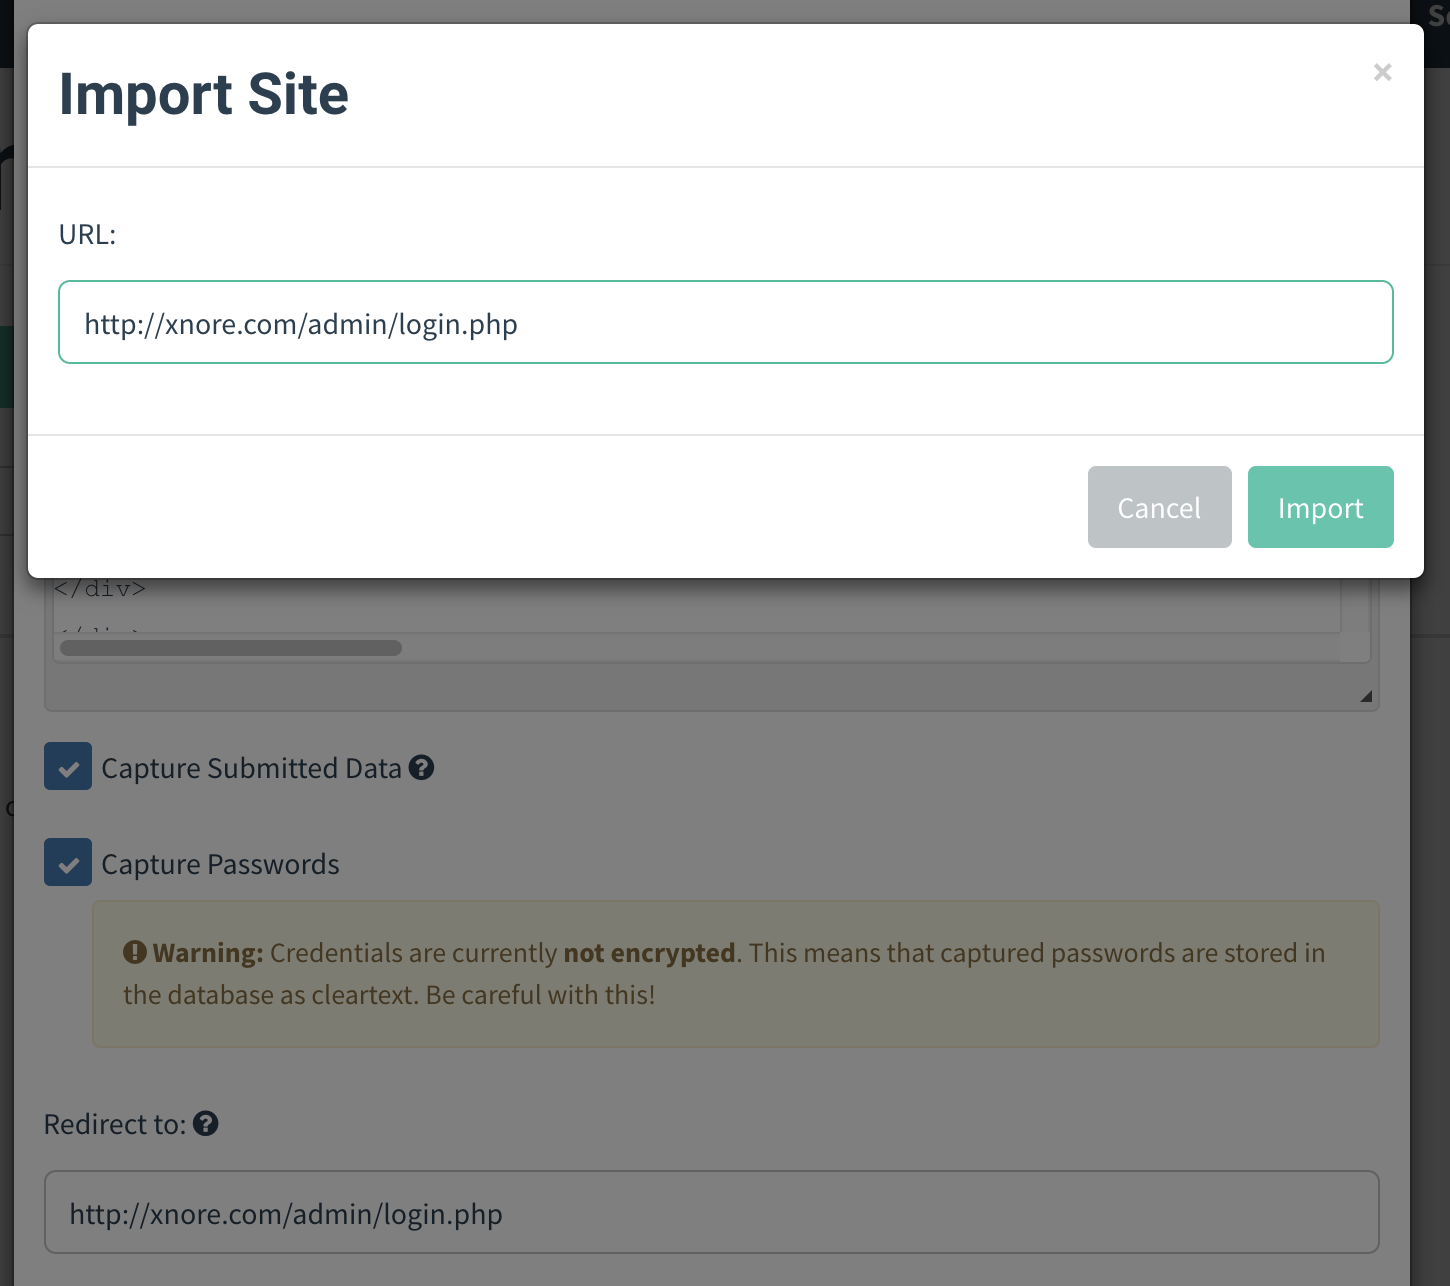 Import Site
×
URL:
http://xnore.com/admin/login.php
Cancel
Import
</div>
Capture Submitted Data ?
Capture Passwords
Warning: Credentials are currently not encrypted. This means that captured passwords are stored in
the database as cleartext. Be careful with this!
Redirect to: ?
http://xnore.com/admin/login.php